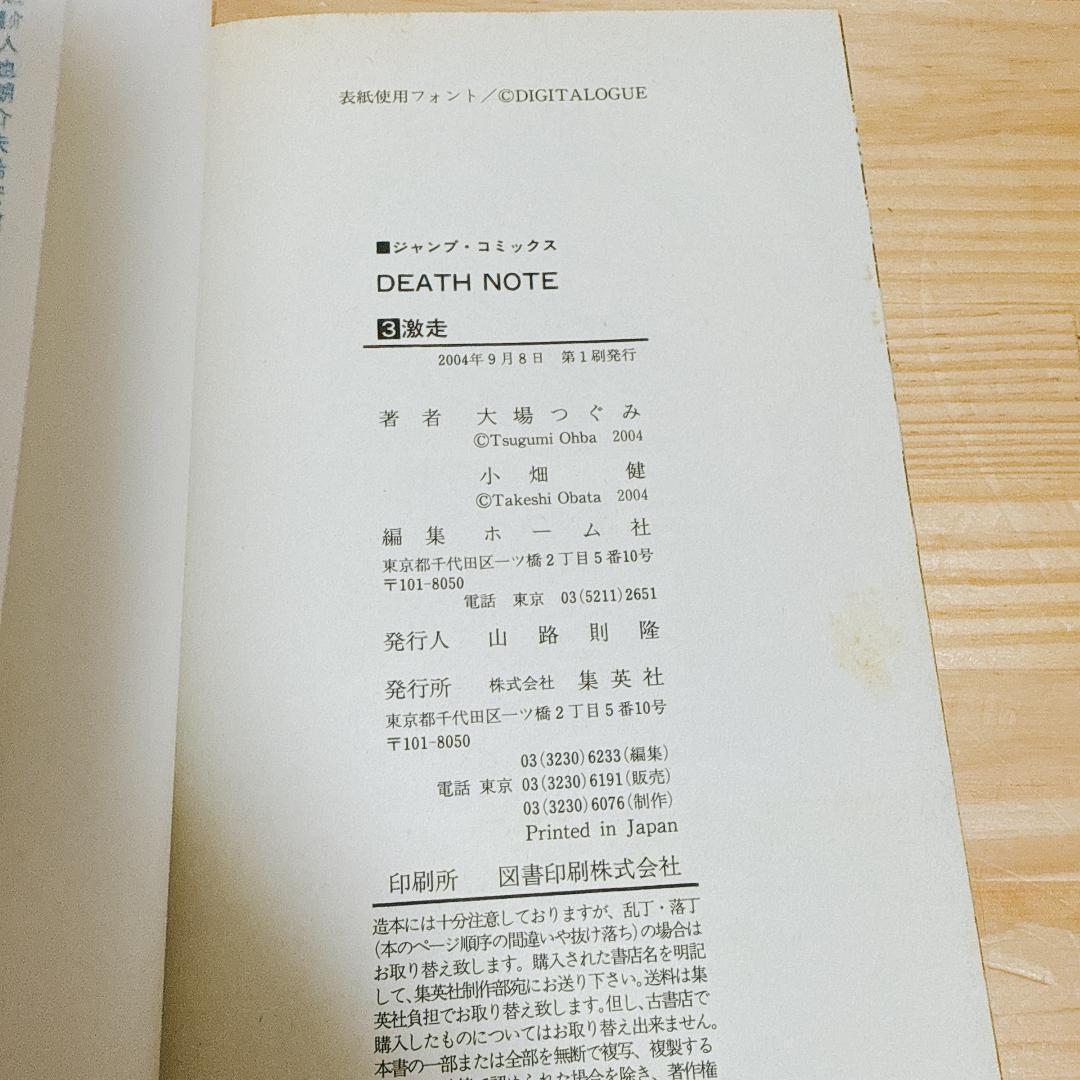 表紙使用フォント／©DIGITALOGUE
■ジャンプ・コミックス
DEATH NOTE
3激走
2004年9月8日 第1刷発行
著者 大場つぐみ
©Tsugumi Ohba 2004
小畑 健
©Takeshi Obata 2004
編集 ホーム社
東京都千代田区一ツ橋2丁目5番10号
〒101-8050
電話 東京 03(5211)2651
発行人 山路則隆
発行所 株式会社 集英社
東京都千代田区一ツ橋2丁目5番10号
〒101-8050
03(3230)6233(編集)
電話 東京 03(3230)6191(販売)
03(3230)6076(制作)
Printed in Japan
印刷所 図書印刷株式会社
造本には十分注意しておりますが、乱丁・落丁
(本のページ順序の間違いや抜け落ち)の場合は
お取り替え致します。購入された書店名を明記
して、集英社制作部宛にお送り下さい。送料は集
英社負担でお取り替え致します。但し、古書店で
購入したものについてはお取り替え出来ません。
本書の一部または全部を無断で複写、複製する
認められた場合を除き、著作権